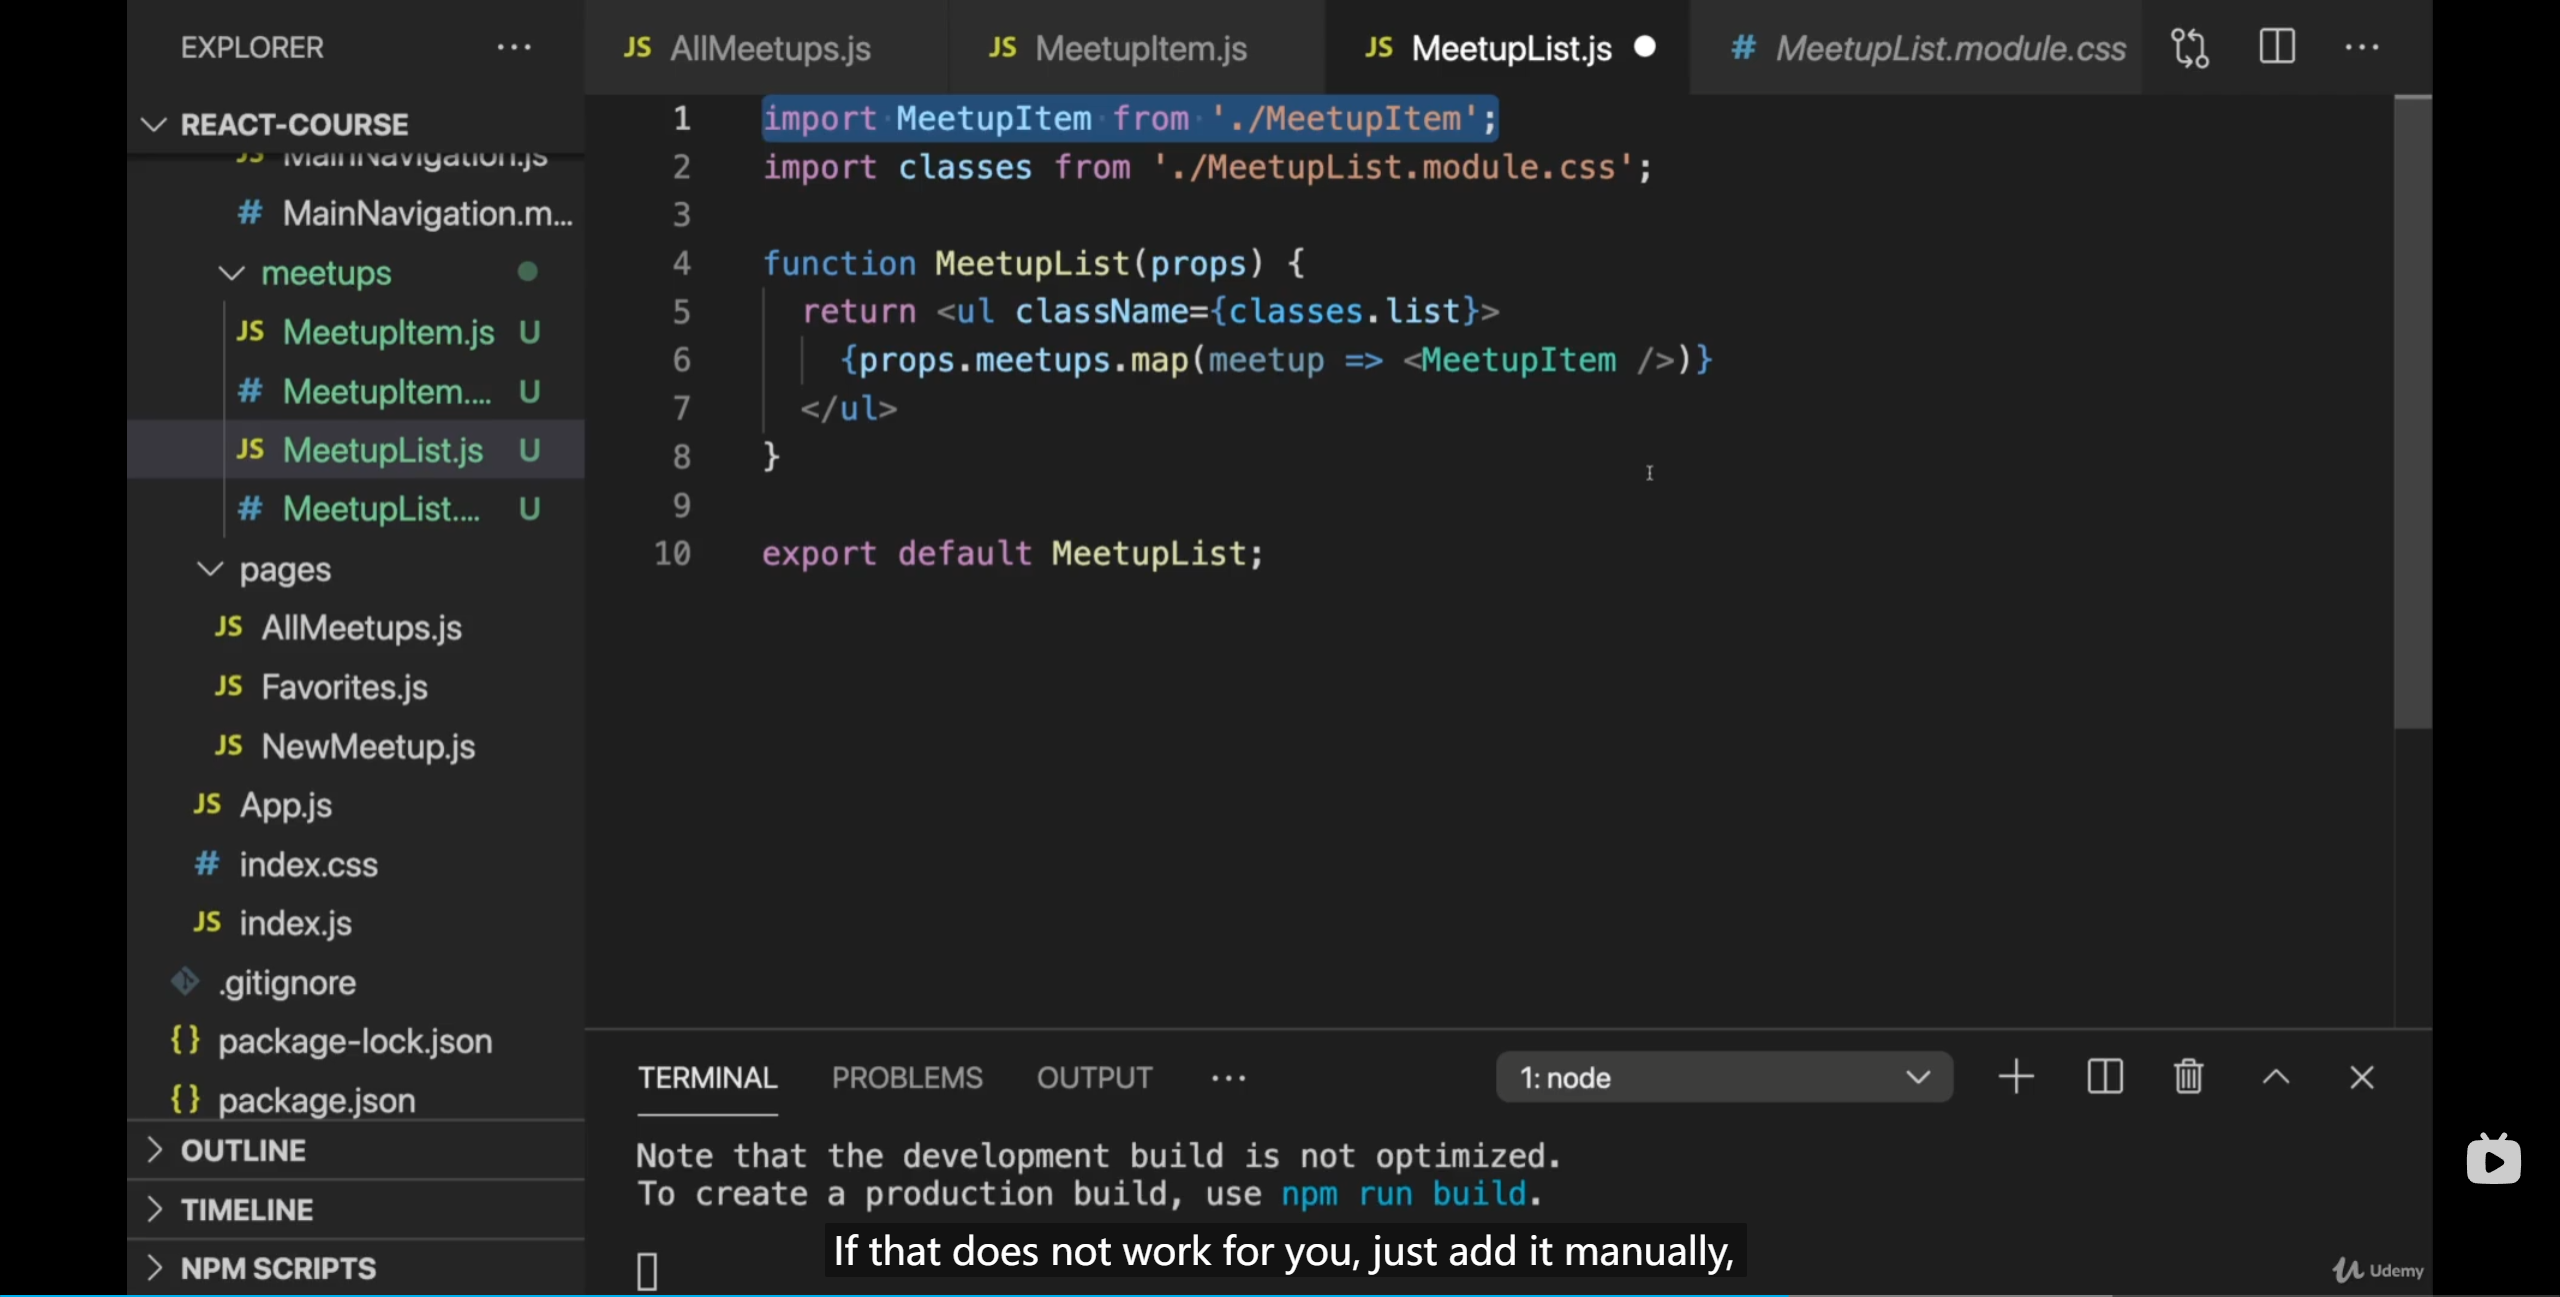 EXPLORER ···
REACT-COURSE
MainNavigation.js
# MainNavigation.m...
meetups
JS MeetupItem.js U
# MeetupItem.... U
JS MeetupList.js U
# MeetupList.... U
pages
JS AllMeetups.js
JS Favorites.js
JS NewMeetup.js
JS App.js
# index.css
JS index.js
.gitignore
{} package-lock.json
{} package.json
OUTLINE
TIMELINE
NPM SCRIPTS
JS AllMeetups.js JS MeetupItem.js JS MeetupList.js # MeetupList.module.css ···
1 import MeetupItem from './MeetupItem';
2 import classes from './MeetupList.module.css';
3
4 function MeetupList(props) {
5 return <ul className={classes.list}>
6 {props.meetups.map(meetup => <MeetupItem />)}
7 </ul>
8 }
9
10 export default MeetupList;
TERMINAL PROBLEMS OUTPUT ··· 1: node
Note that the development build is not optimized.
To create a production build, use npm run build.
If that does not work for you, just add it manually,
Udemy